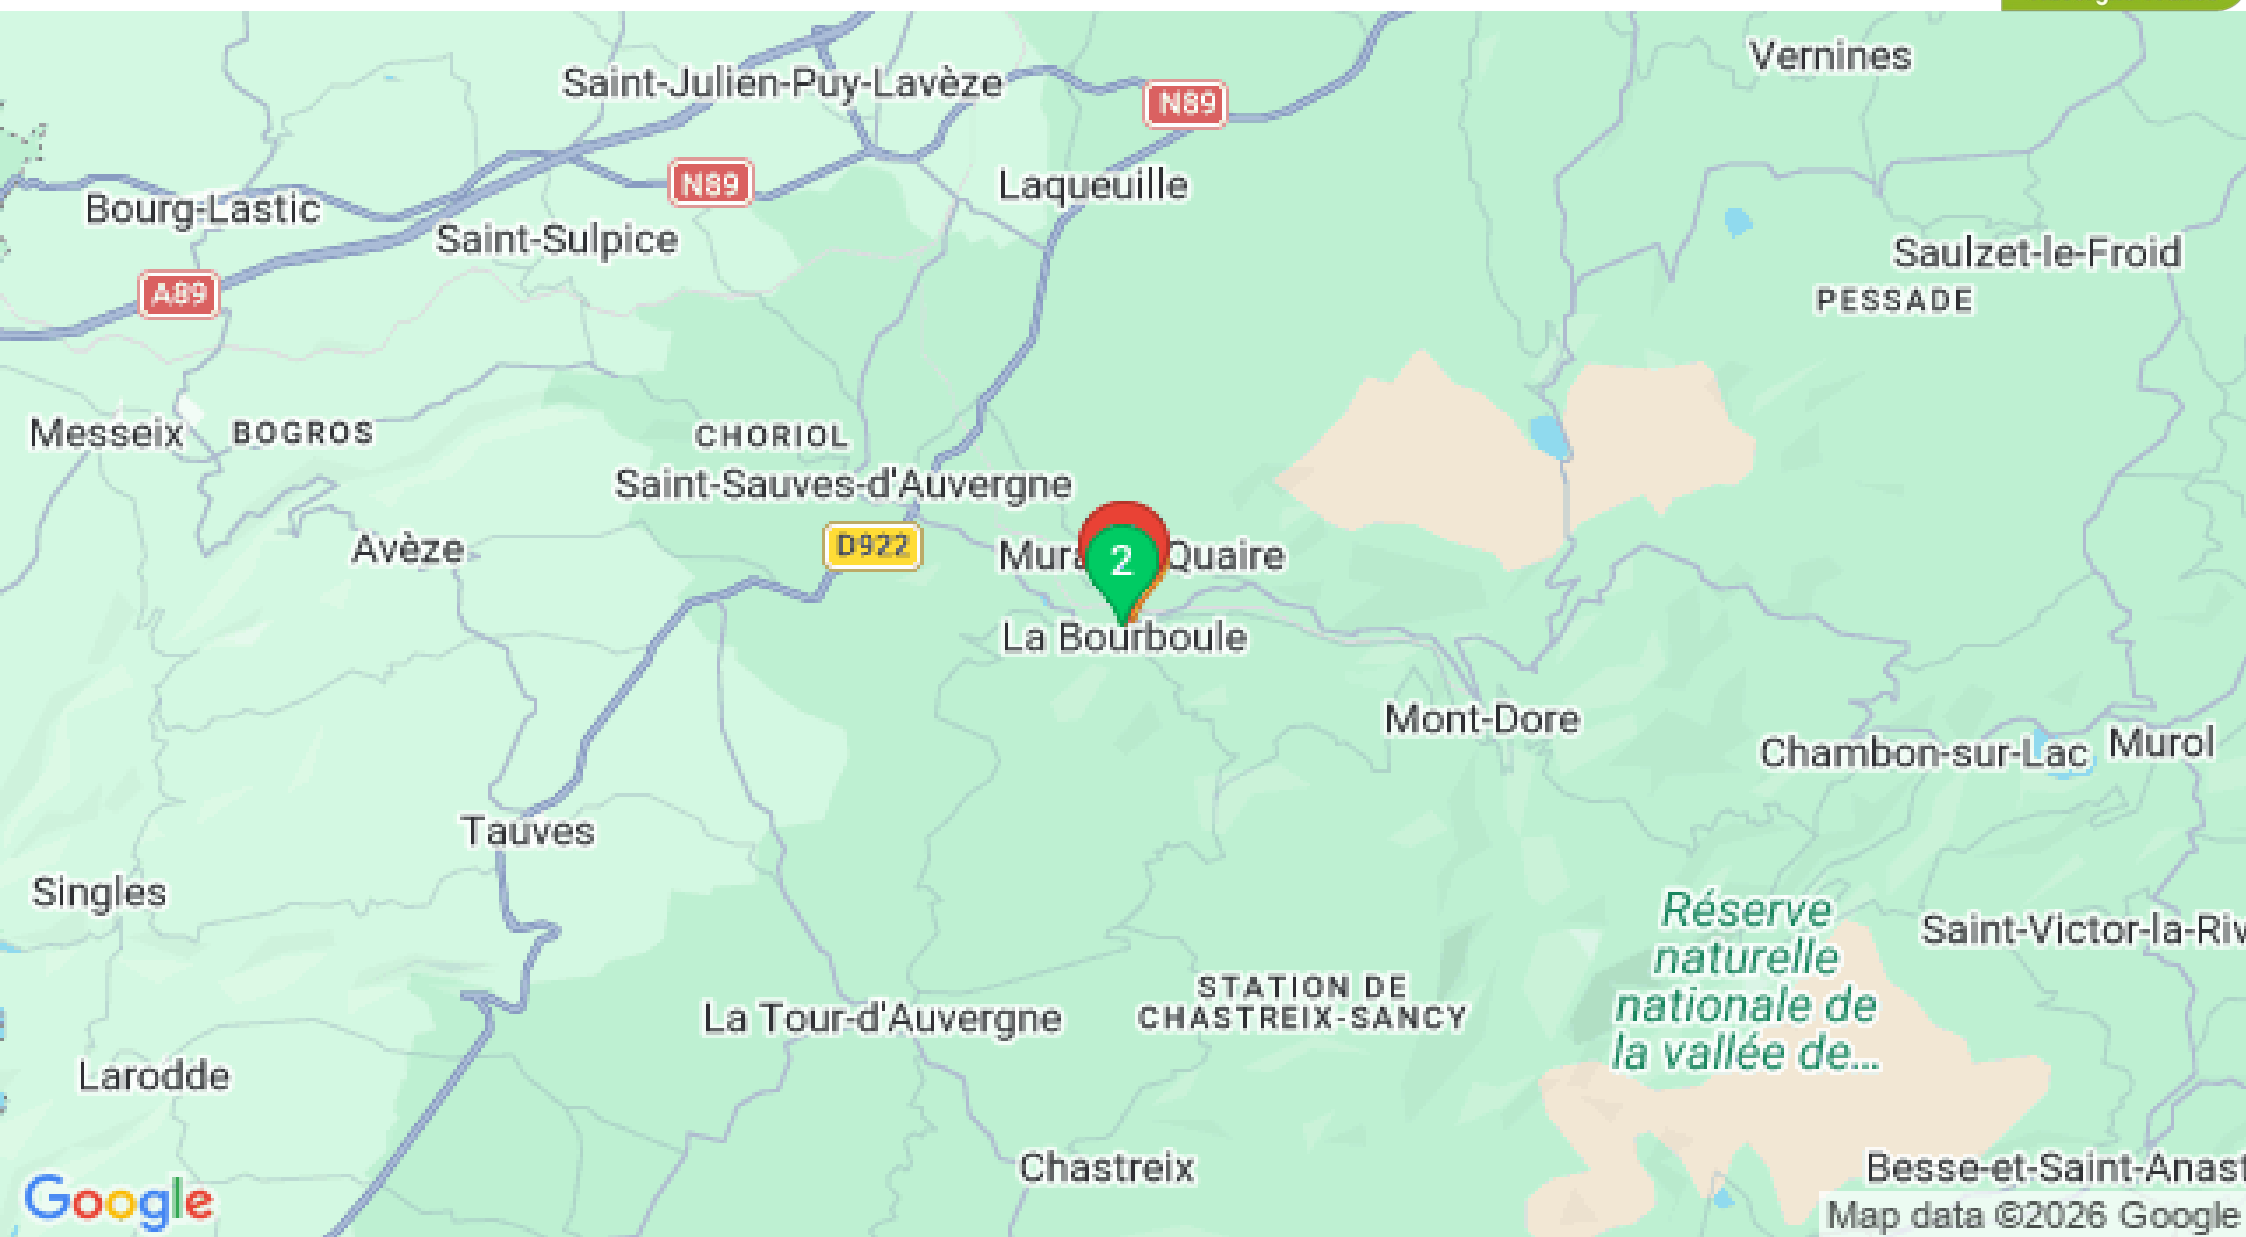 Vernines
Saint-Julien-Puy-Lavèze
N89
N89
Laqueuille
Bourg-Lastic
Saint-Sulpice
Saulzet-le-Froid
A89
PESSADE
Messeix
BOGROS
CHORIOL
Saint-Sauves-d'Auvergne
Avèze
D922
Mura
Quaire
2
La Bourboule
Mont-Dore
Chambon-sur-Lac
Murol
Tauves
Singles
Réserve
naturelle
nationale de
la vallée de...
Saint-Victor-la-Riv
STATION DE
CHASTREIX-SANCY
La Tour-d'Auvergne
Larodde
Chastreix
Besse-et-Saint-Anast
Google
Map data ©2026 Google